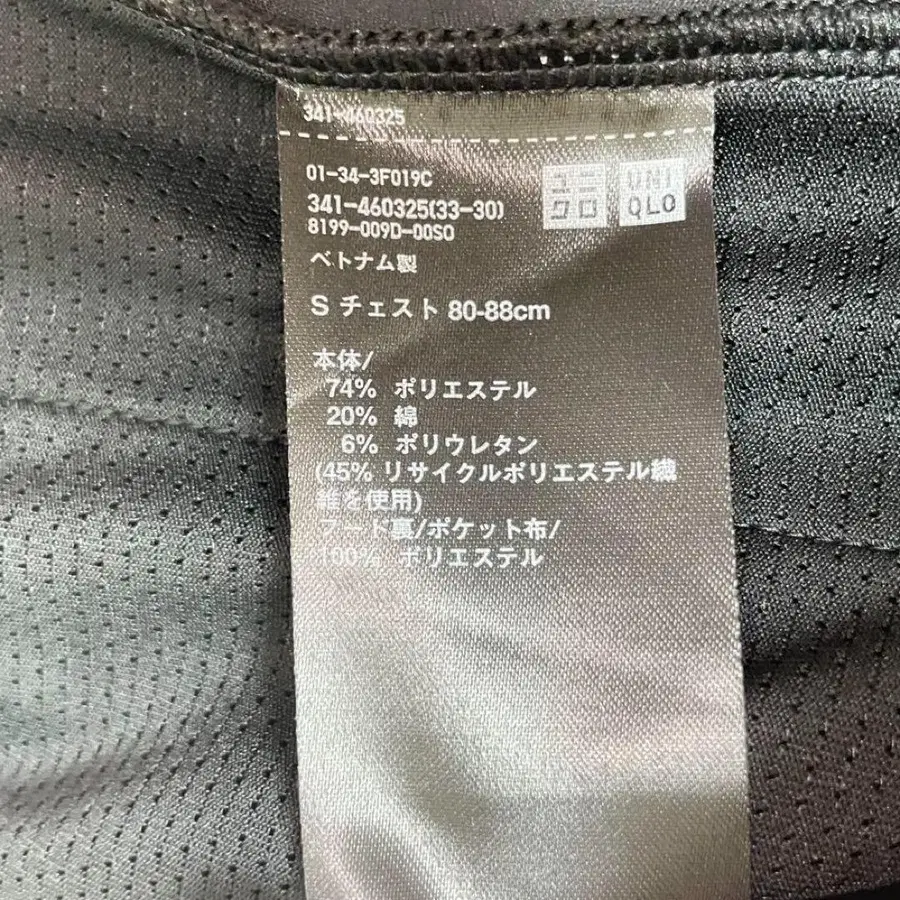 341-460325
01-34-3F019C
341-460325(33-30)
8199-009D-00SO
ユニ
クロ
UNI
QLO
ベトナム製
S チェスト 80-88cm
本体/
74% ポリエステル
20% 綿
6% ポリウレタン
(45% リサイクルポリエステル繊
維を使用)
フード裏/ポケット布/
100% ポリエステル